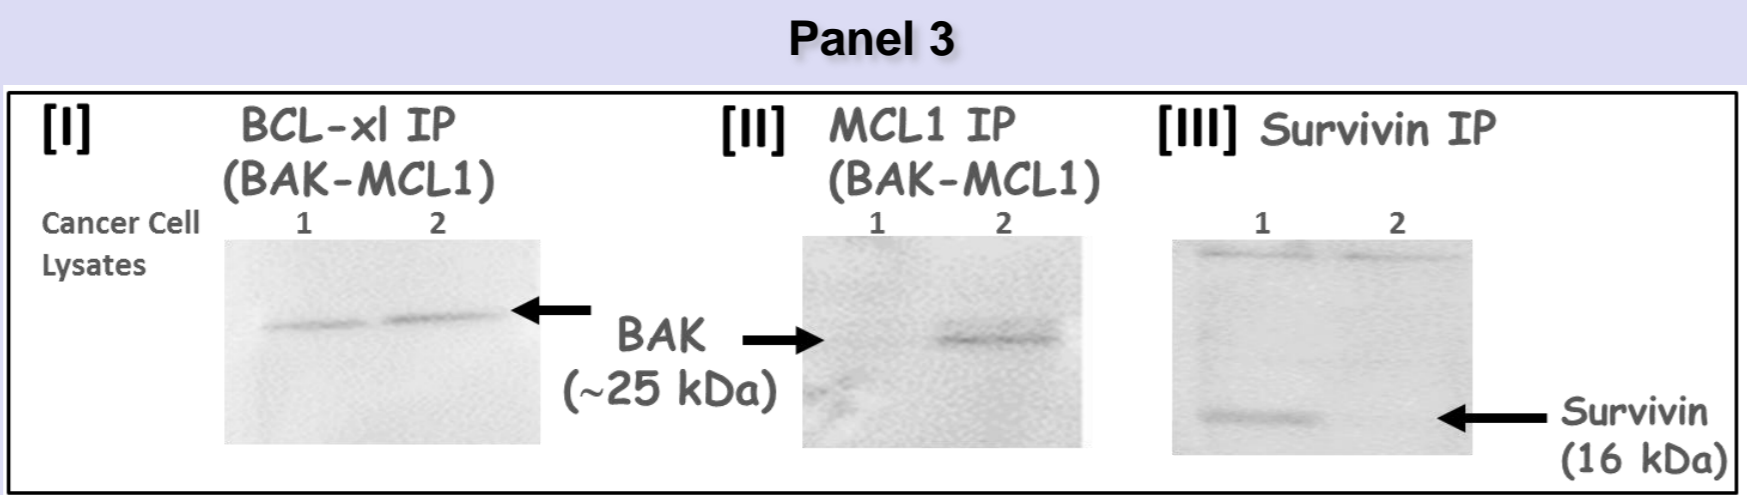 Panel 3
[I] BCL-xl IP
(BAK-MCL1)
[II] MCL1 IP
(BAK-MCL1)
[III] Survivin IP
Cancer Cell
Lysates
1 2
1 2
1 2
BAK
(~25 kDa)
Survivin
(16 kDa)